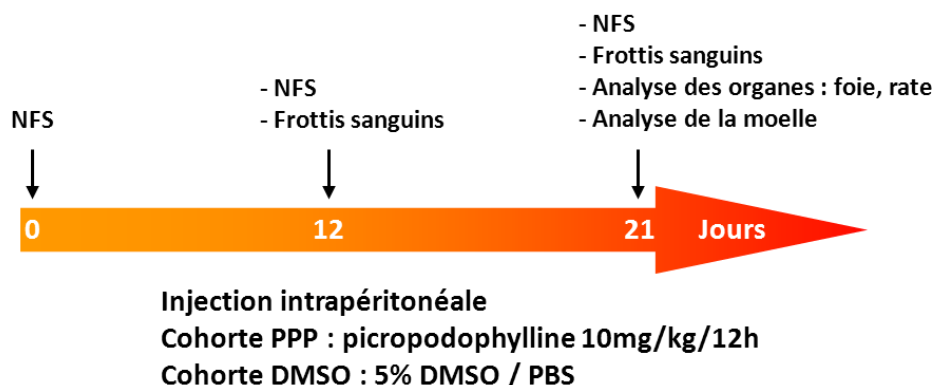 NFS
- NFS
- Frottis sanguins
- NFS
- Frottis sanguins
- Analyse des organes : foie, rate
- Analyse de la moelle
0
12
21
Jours
Injection intrapéritonéale
Cohorte PPP : picropodophylline 10mg/kg/12h
Cohorte DMSO : 5% DMSO / PBS